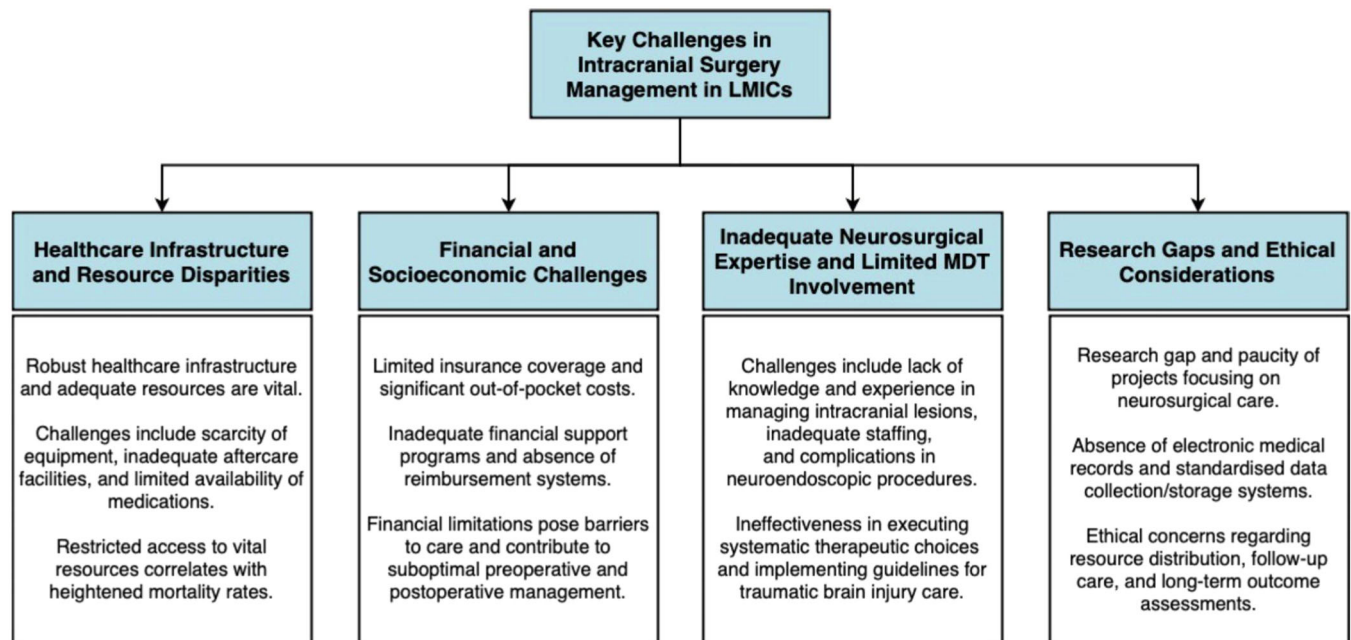 Key Challenges in
Intracranial Surgery
Management in LMICs
Healthcare Infrastructure
and Resource Disparities
Robust healthcare infrastructure
and adequate resources are vital.
Challenges include scarcity of
equipment, inadequate aftercare
facilities, and limited availability of
medications.
Restricted access to vital
resources correlates with
heightened mortality rates.
Financial and
Socioeconomic Challenges
Limited insurance coverage and
significant out-of-pocket costs.
Inadequate financial support
programs and absence of
reimbursement systems.
Financial limitations pose barriers
to care and contribute to
suboptimal preoperative and
postoperative management.
Inadequate Neurosurgical
Expertise and Limited MDT
Involvement
Challenges include lack of
knowledge and experience in
managing intracranial lesions,
inadequate staffing,
and complications in
neuroendoscopic procedures.
Ineffectiveness in executing
systematic therapeutic choices
and implementing guidelines for
traumatic brain injury care.
Research Gaps and Ethical
Considerations
Research gap and paucity of
projects focusing on
neurosurgical care.
Absence of electronic medical
records and standardised data
collection/storage systems.
Ethical concerns regarding
resource distribution, follow-up
care, and long-term outcome
assessments.